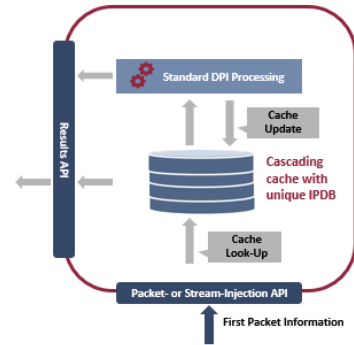 Standard DPI Processing
Cache
Update
Results API
Cascading
cache with
unique IPDB
Cache
Look-Up
Packet- or Stream-Injection API
First Packet Information